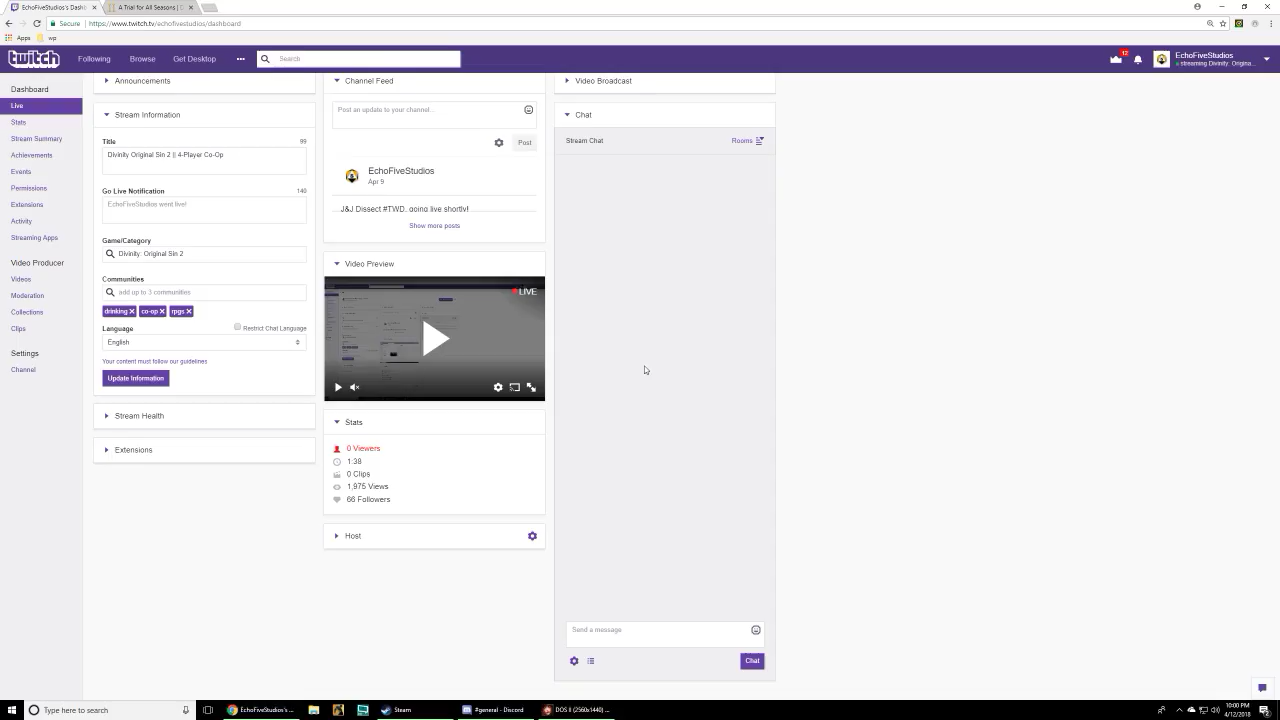 EchoFiveStudios's Dashb
A Trial for All Seasons | D
Secure
https://www.twitch.tv/echofivestudios/dashboard
Apps
wp
twitch
Following
Browse
Get Desktop
Search
12
EchoFiveStudios
streaming Divinity: Origina...
Dashboard
Live
Stats
Stream Summary
Achievements
Events
Permissions
Extensions
Activity
Streaming Apps
Video Producer
Videos
Moderation
Collections
Clips
Settings
Channel
Announcements
Stream Information
Title
99
Divinity Original Sin 2 || 4-Player Co-Op
Go Live Notification
140
EchoFiveStudios went live!
Game/Category
Divinity: Original Sin 2
Communities
add up to 3 communities
drinking
co-op
rpgs
Language
Restrict Chat Language
English
Your content must follow our guidelines
Update Information
Stream Health
Extensions
Channel Feed
Post an update to your channel...
Post
EchoFiveStudios
Apr 9
J&J Dissect #TWD, going live shortly!
Show more posts
Video Preview
LIVE
Stats
0 Viewers
1:38
0 Clips
1,975 Views
66 Followers
Host
Video Broadcast
Chat
Stream Chat
Rooms
Send a message
Chat
Type here to search
EchoFiveStudios's ...
Steam
#general - Discord
DOS II (2560x1440) ...
10:00 PM
4/12/2018